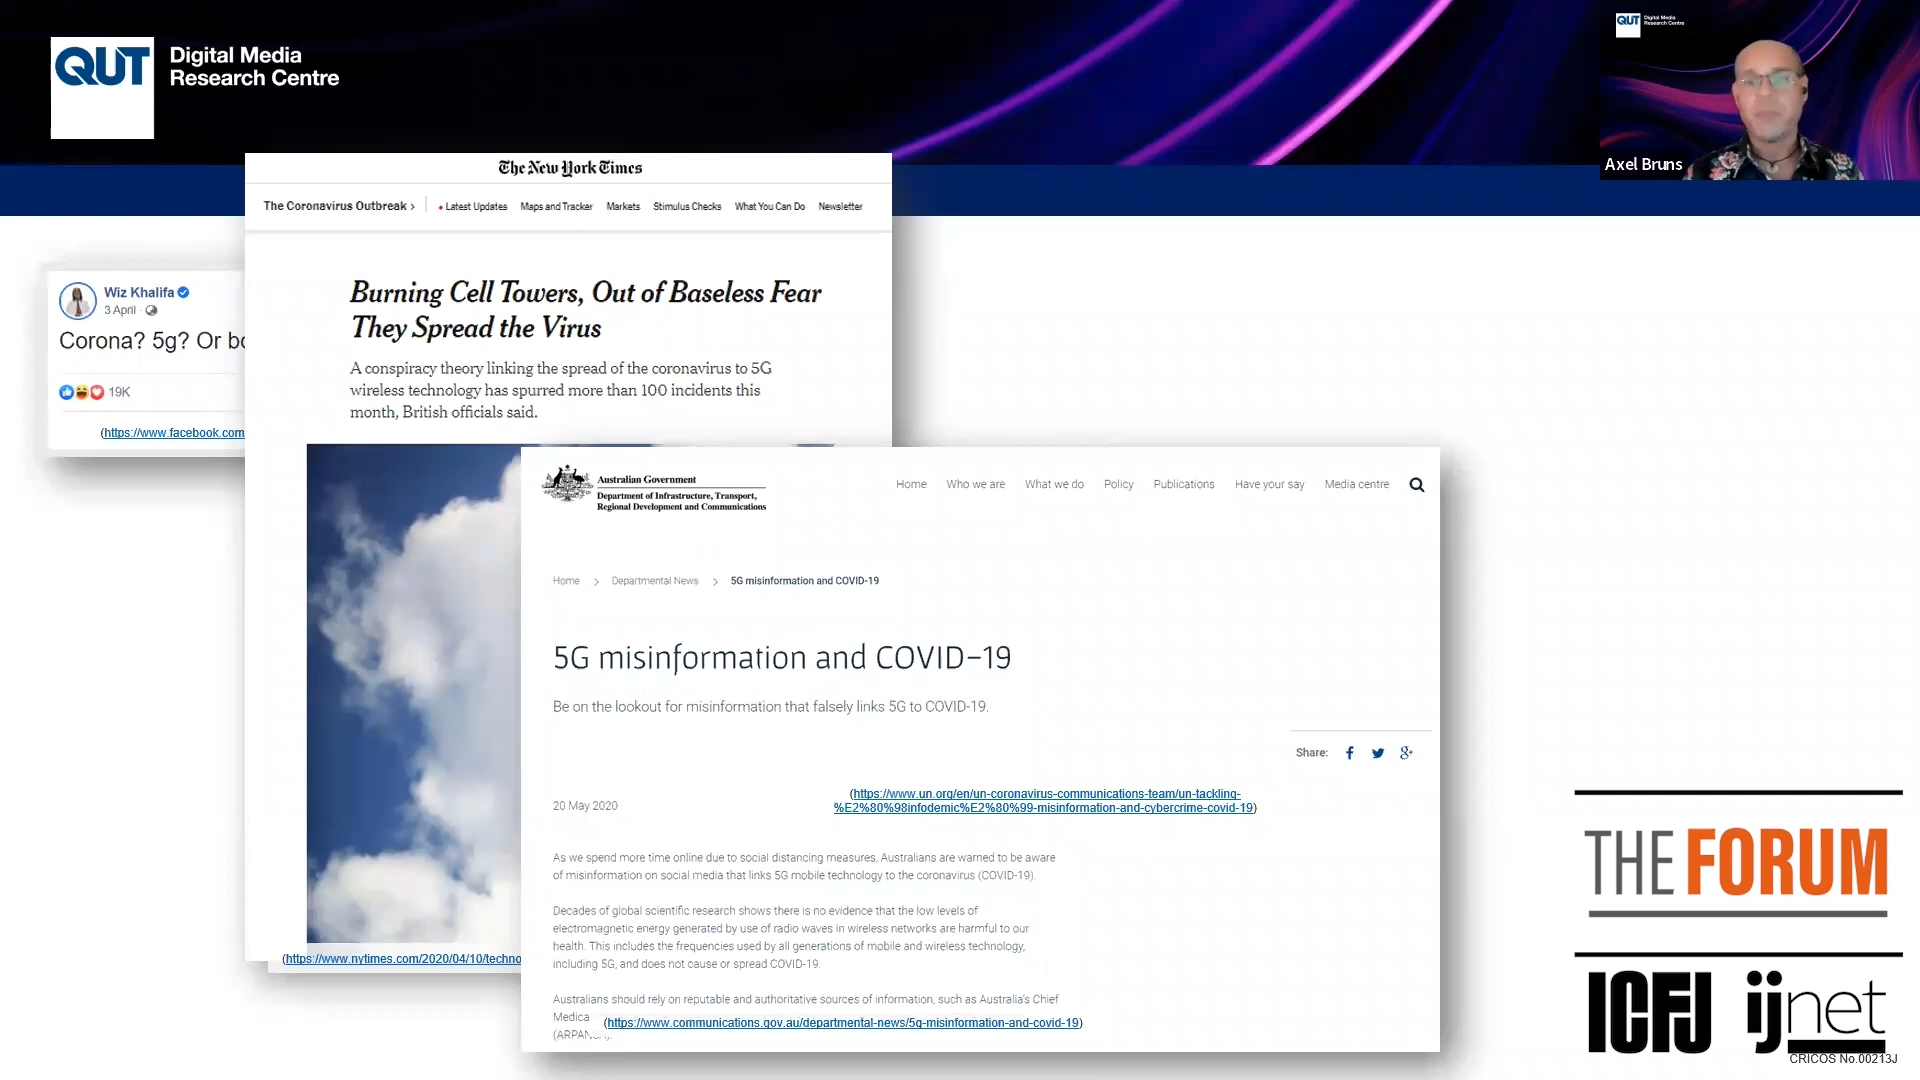 QUT
Digital Media
Research Centre
QUT Digital Media
Research Centre
Axel Bruns
The New York Times
The Coronavirus Outbreak >
Latest Updates Maps and Tracker Markets Stimulus Checks What You Can Do Newsletter
Burning Cell Towers, Out of Baseless Fear
They Spread the Virus
A conspiracy theory linking the spread of the coronavirus to 5G
wireless technology has spurred more than 100 incidents this
month, British officials said.
(https://www.nytimes.com/2020/04/10/techno
Wiz Khalifa
3 April ·
Corona? 5g? Or bo
19K
(https://www.facebook.com
Australian Government
Department of Infrastructure, Transport,
Regional Development and Communications
Home Who we are What we do Policy Publications Have your say Media centre
Home > Departmental News > 5G misinformation and COVID-19
5G misinformation and COVID-19
Be on the lookout for misinformation that falsely links 5G to COVID-19.
Share:
(https://www.un.org/en/un-coronavirus-communications-team/un-tackling-
%E2%80%98infodemic%E2%80%99-misinformation-and-cybercrime-covid-19)
20 May 2020
As we spend more time online due to social distancing measures, Australians are warned to be aware
of misinformation on social media that links 5G mobile technology to the coronavirus (COVID-19).
Decades of global scientific research shows there is no evidence that the low levels of
electromagnetic energy generated by use of radio waves in wireless networks are harmful to our
health. This includes the frequencies used by all generations of mobile and wireless technology,
including 5G, and does not cause or spread COVID-19.
Australians should rely on reputable and authoritative sources of information, such as Australia's Chief
Medica
(https://www.communications.gov.au/departmental-news/5g-misinformation-and-covid-19)
THE FORUM
ICFJ ijnet
CRICOS No.00213J